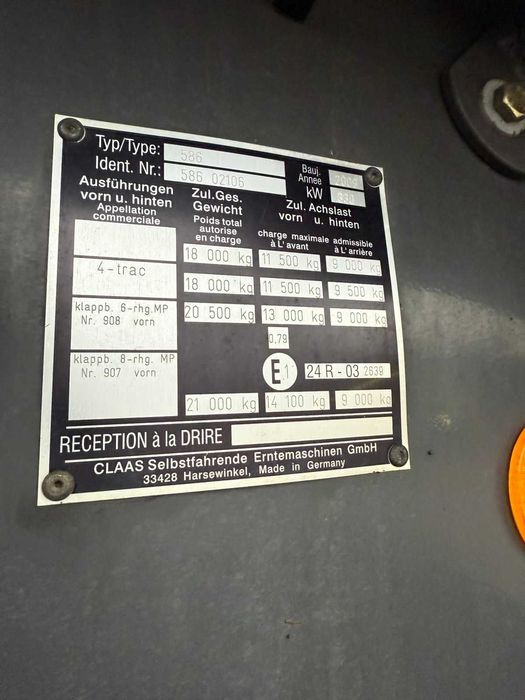 Typ/Type: 586
Ident. Nr.: 586 02106
Bauj. Année 2009
kW 330
Ausführungen vorn u. hinten
Appellation commerciale
Zul.Ges. Gewicht
Poids total autorise en charge
Zul. Achslast vorn u. hinten
charge maximale admissible
à L'avant à L'arrière
18 000 kg 11 500 kg 9 000 kg
4-trac 18 000 kg 11 500 kg 9 500 kg
klappb. 6-rhg.MP 20 500 kg 13 000 kg 9 000 kg
Nr. 908 vorn
0,79
klappb. 8-rhg. MP
Nr. 907 vorn
E 1 24 R - 03 2639
21 000 kg 14 100 kg 9 000 kg
RECEPTION à la DRIRE
CLAAS Selbstfahrende Erntemaschinen GmbH
33428 Harsewinkel, Made in Germany